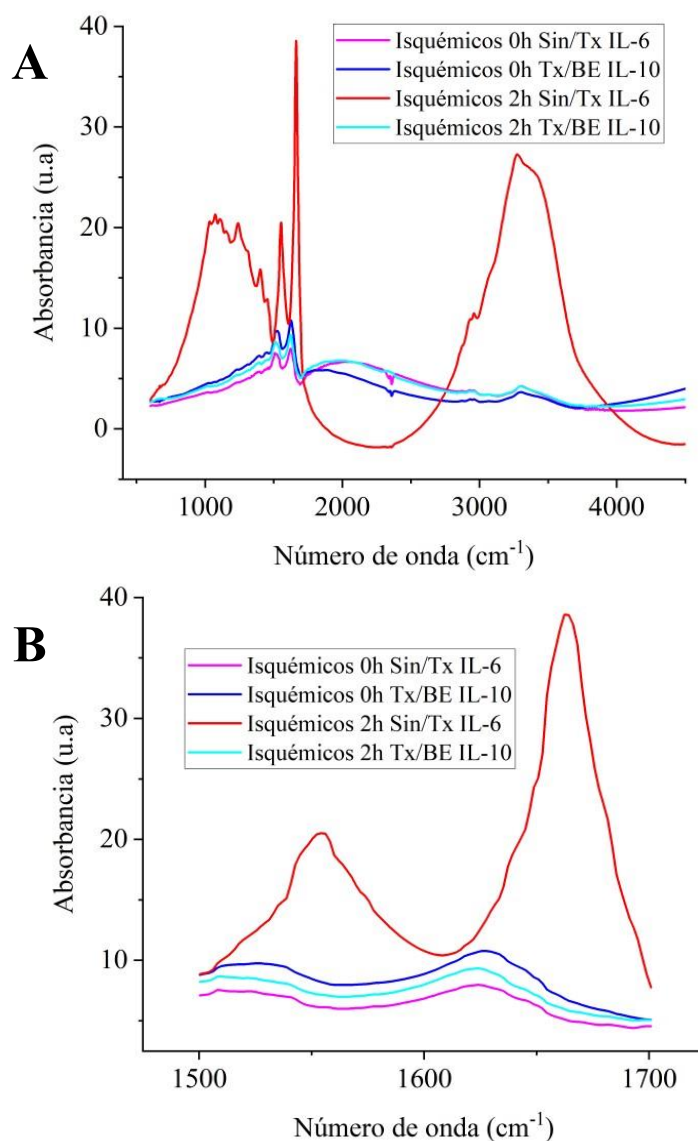 A
40
30
20
10
0
Absorbancia (u.a)
Isquémicos 0h Sin/Tx IL-6
Isquémicos 0h Tx/BE IL-10
Isquémicos 2h Sin/Tx IL-6
Isquémicos 2h Tx/BE IL-10
1000 2000 3000 4000
Número de onda (cm⁻¹)
B
40
30
20
10
Absorbancia (u.a)
Isquémicos 0h Sin/Tx IL-6
Isquémicos 0h Tx/BE IL-10
Isquémicos 2h Sin/Tx IL-6
Isquémicos 2h Tx/BE IL-10
1500 1600 1700
Número de onda (cm⁻¹)